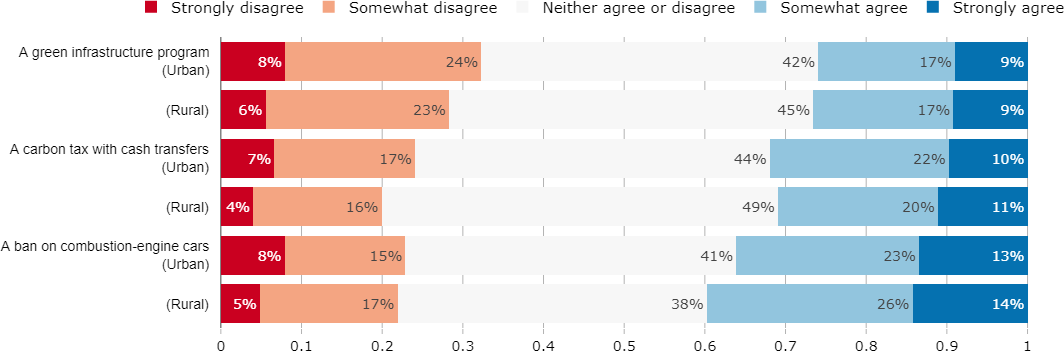 Strongly disagree Somewhat disagree Neither agree or disagree Somewhat agree Strongly agree
A green infrastructure program
(Urban)
8% 24% 42% 17% 9%
(Rural)
6% 23% 45% 17% 9%
A carbon tax with cash transfers
(Urban)
7% 17% 44% 22% 10%
(Rural)
4% 16% 49% 20% 11%
A ban on combustion-engine cars
(Urban)
8% 15% 41% 23% 13%
(Rural)
5% 17% 38% 26% 14%
0 0.1 0.2 0.3 0.4 0.5 0.6 0.7 0.8 0.9 1